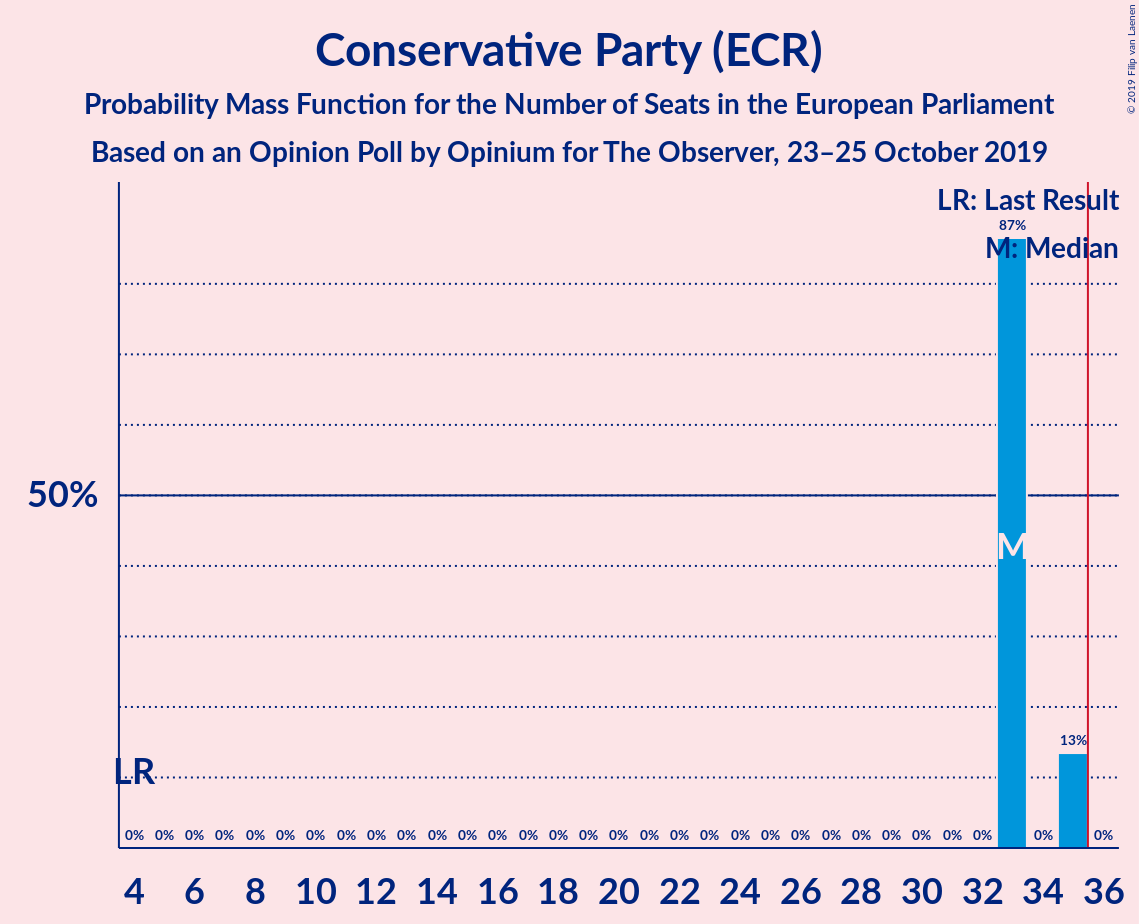 Conservative Party (ECR)
Probability Mass Function for the Number of Seats in the European Parliament
Based on an Opinion Poll by Opinium for The Observer, 23–25 October 2019
© 2019 Filip van Laenen
LR: Last Result
87%
M: Median
50%
M
13%
LR
0% 0% 0% 0% 0% 0% 0% 0% 0% 0% 0% 0% 0% 0% 0% 0% 0% 0% 0% 0% 0% 0% 0% 0% 0% 0% 0% 0% 0% 0% 0%
4 6 8 10 12 14 16 18 20 22 24 26 28 30 32 34 36